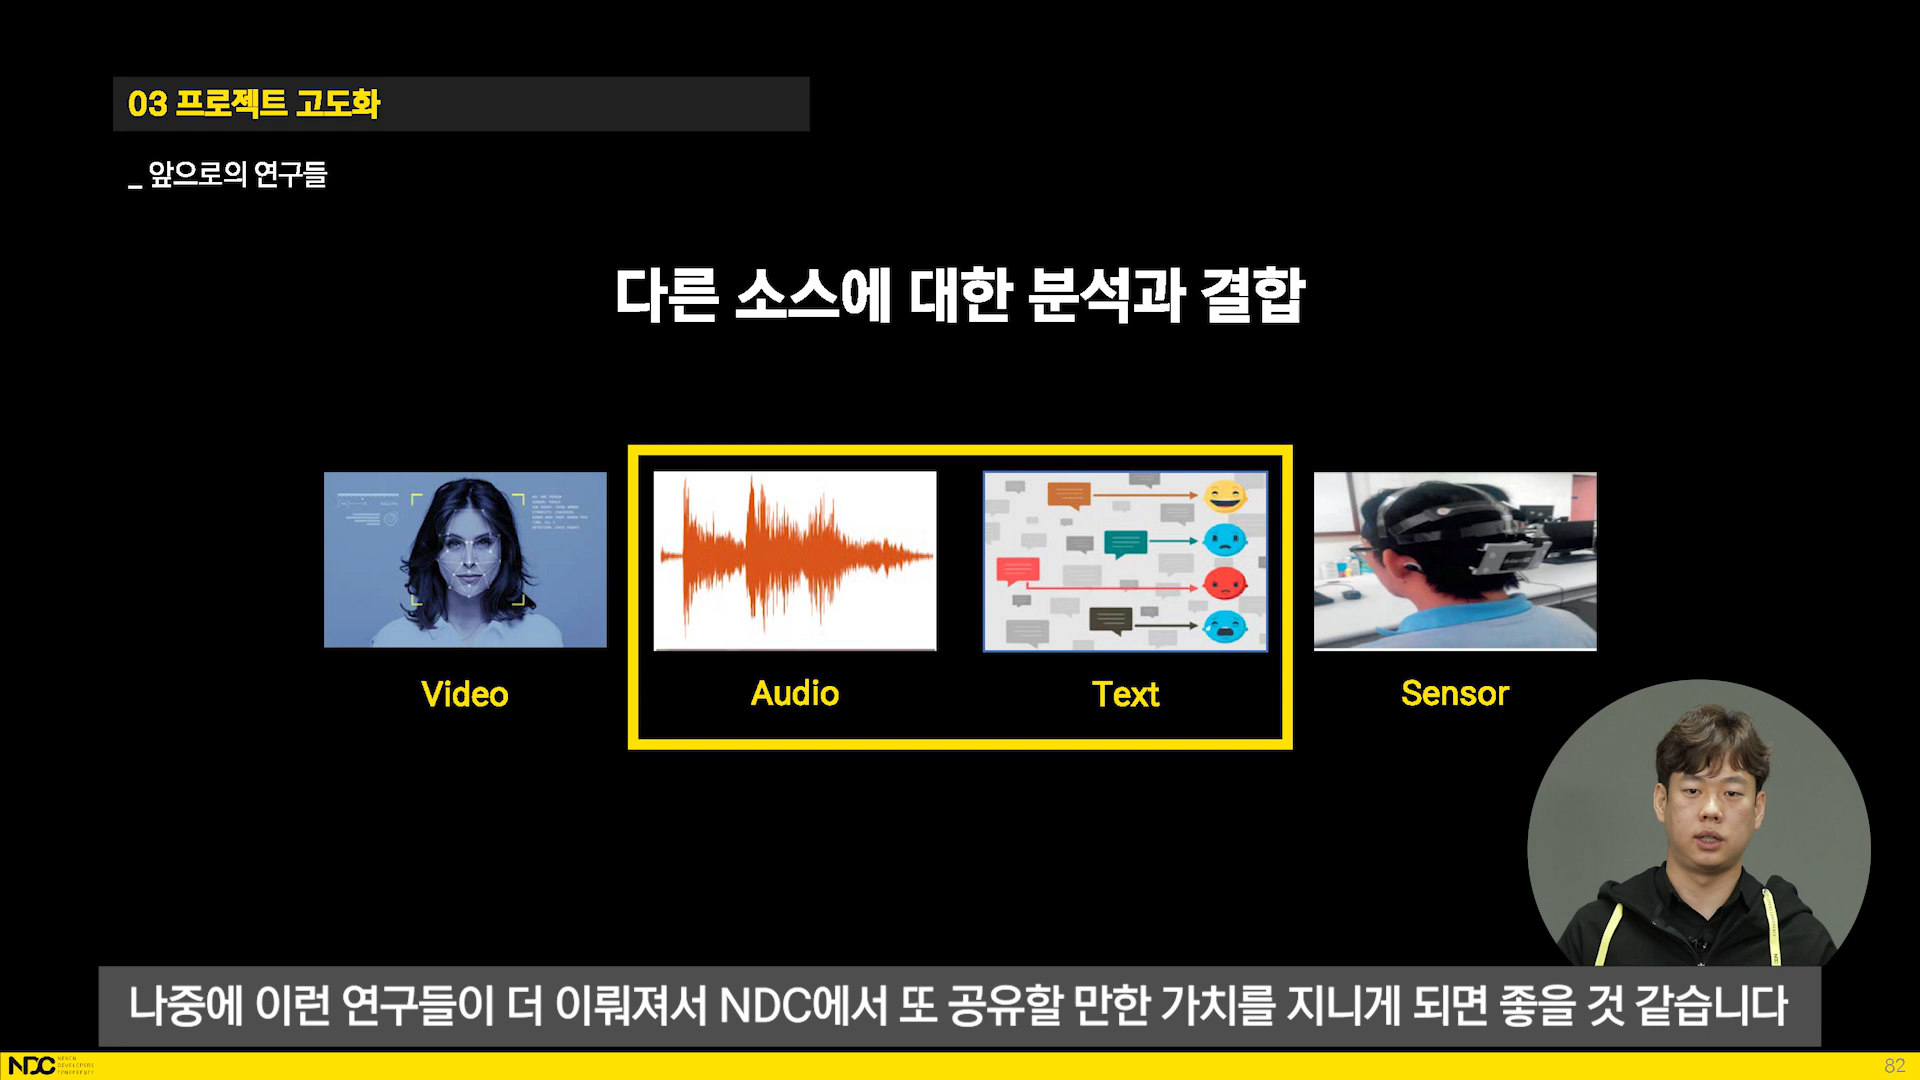 03 프로젝트 고도화
_ 앞으로의 연구들
다른 소스에 대한 분석과 결합
Video
Audio
Text
Sensor
나중에 이런 연구들이 더 이뤄져서 NDC에서 또 공유할 만한 가치를 지니게 되면 좋을 것 같습니다
NDC
NEXON
DEVELOPERS
CONFERENCE
82